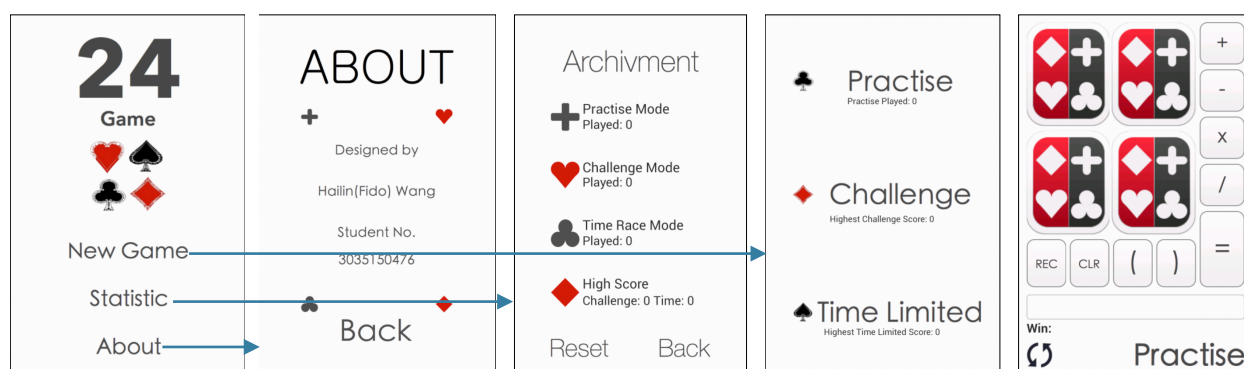 24
Game
New Game
Statistic
About
ABOUT
Designed by
Hailin(Fido) Wang
Student No.
3035150476
Back
Archivment
Practise Mode
Played: 0
Challenge Mode
Played: 0
Time Race Mode
Played: 0
High Score
Challenge: 0 Time: 0
Reset Back
Practise
Practise Played: 0
Challenge
Highest Challenge Score: 0
Time Limited
Highest Time Limited Score: 0
+
-
x
/
=
REC CLR ( )
Win:
Practise